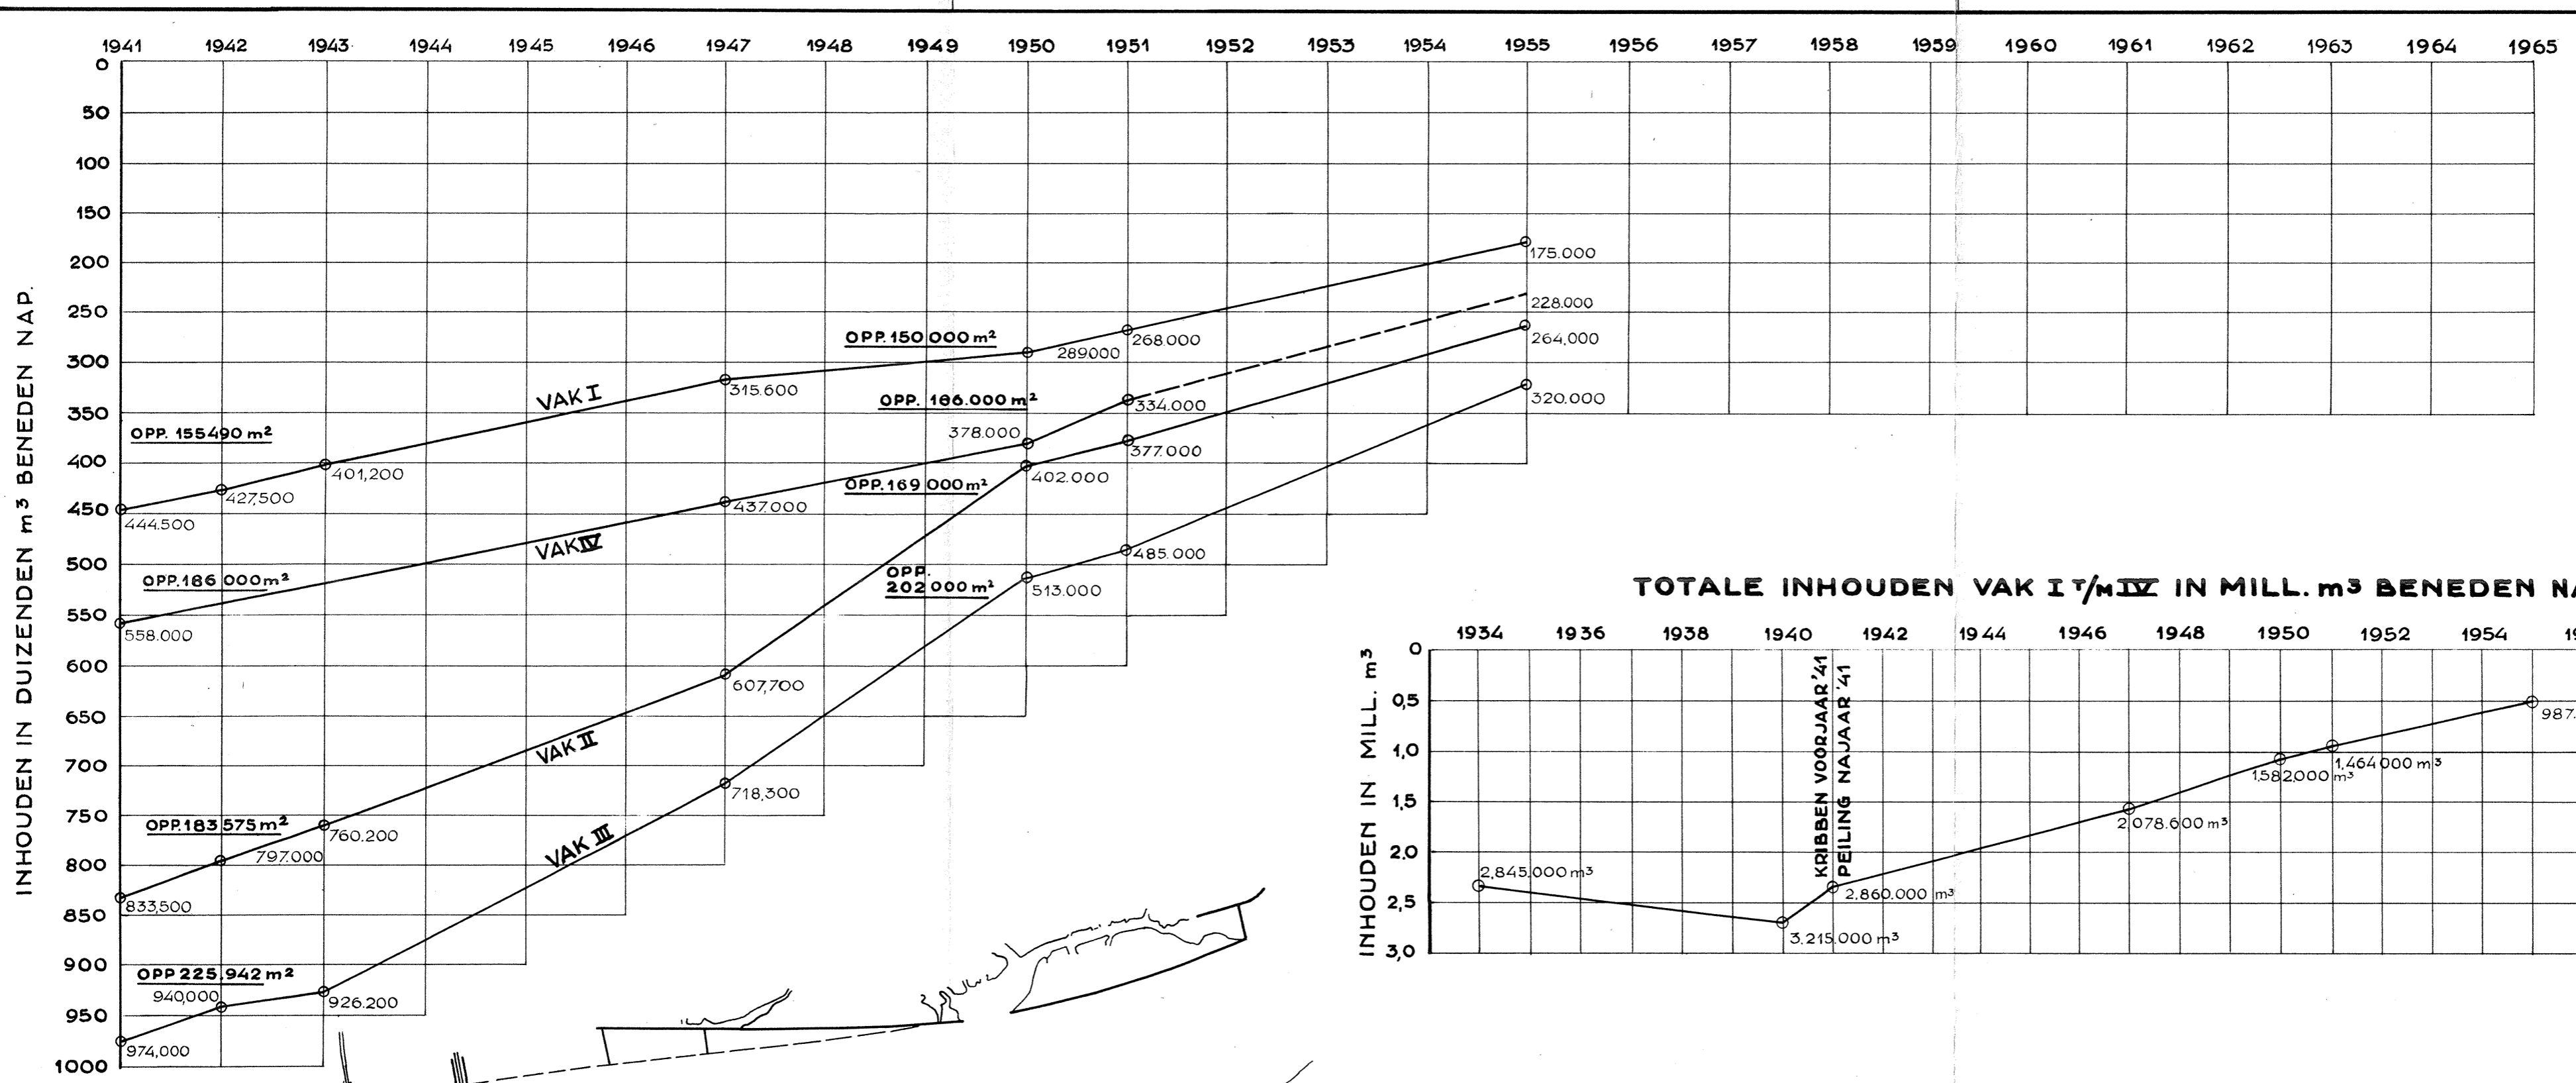 1941 1942 1943 1944 1945 1946 1947 1948 1949 1950 1951 1952 1953 1954 1955 1956 1957 1958 1959 1960 1961 1962 1963 1964 1965
0
50
100
150
200
250
300
350
400
450
500
550
600
650
700
750
800
850
900
950
1000
INHOUDEN IN DUIZENDEN m³ BENEDEN NAP.
175.000
228.000
264,000
320.000
OPP. 150 000 m²
289000
268.000
VAK I
315.600
OPP. 186.000 m²
334.000
OPP. 155490 m²
378.000
377.000
401,200
402.000
427,500
OPP. 169 000 m²
444.500
437.000
VAK IV
485.000
OPP. 186 000 m²
OPP.
202 000 m²
513.000
558.000
607,700
VAK II
718,300
OPP. 183 575 m²
760.200
VAK III
797.000
833,500
OPP 225.942 m²
940,000
926.200
974,000
TOTALE INHOUDEN VAK I T/M IV IN MILL. m³ BENEDEN
1934 1936 1938 1940 1942 1944 1946 1948 1950 1952 1954
0
0,5
1,0
1,5
2,0
2,5
3,0
INHOUDEN IN MILL. m³
KRIBBEN VOORJAAR '41
PEILING NAJAAR '41
987.
1,464 000 m³
1,582.000 m³
2,078.600 m³
2,845.000 m³
2,860.000 m³
3.215.000 m³